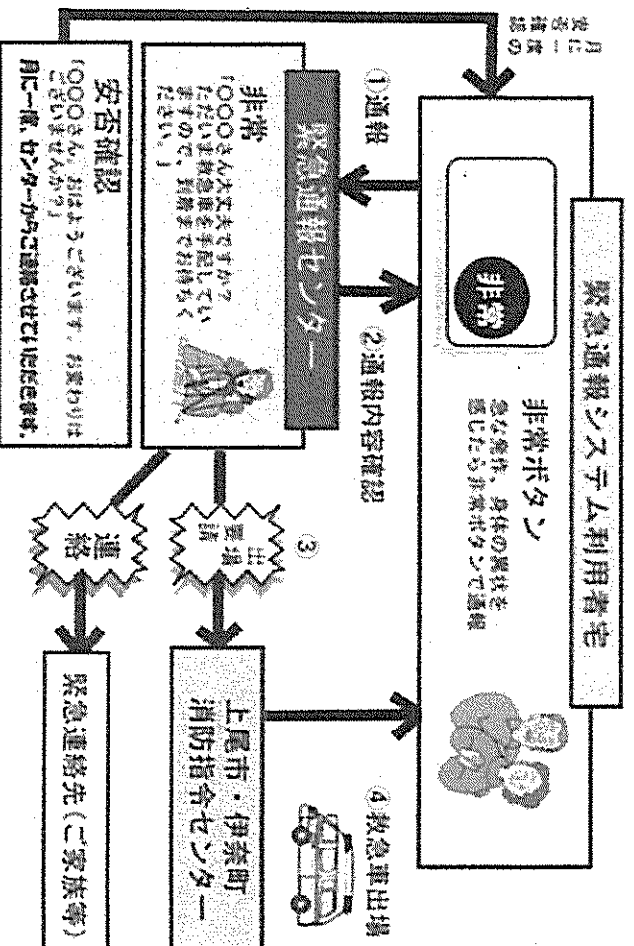 緊急通報システム利用者宅
非常
非常ボタン
急な発作、身体の異状を
感じたら非常ボタンで通報
月に一度
の
安否確認
①通報
②通報内容確認
④救急車出場
緊急通報センター
非常
「○○○さん大丈夫ですか?
ただいま救急車を手配してい
ますので、到着までお待ちく
ださい。」
③
出場
要請
上尾市・伊奈町
消防指令センター
安否確認
「○○○さん、おはようございます。お変わりは
ございませんか?」
月に一度、センターからご連絡させていただきます。
連絡
緊急連絡先(ご家族等)